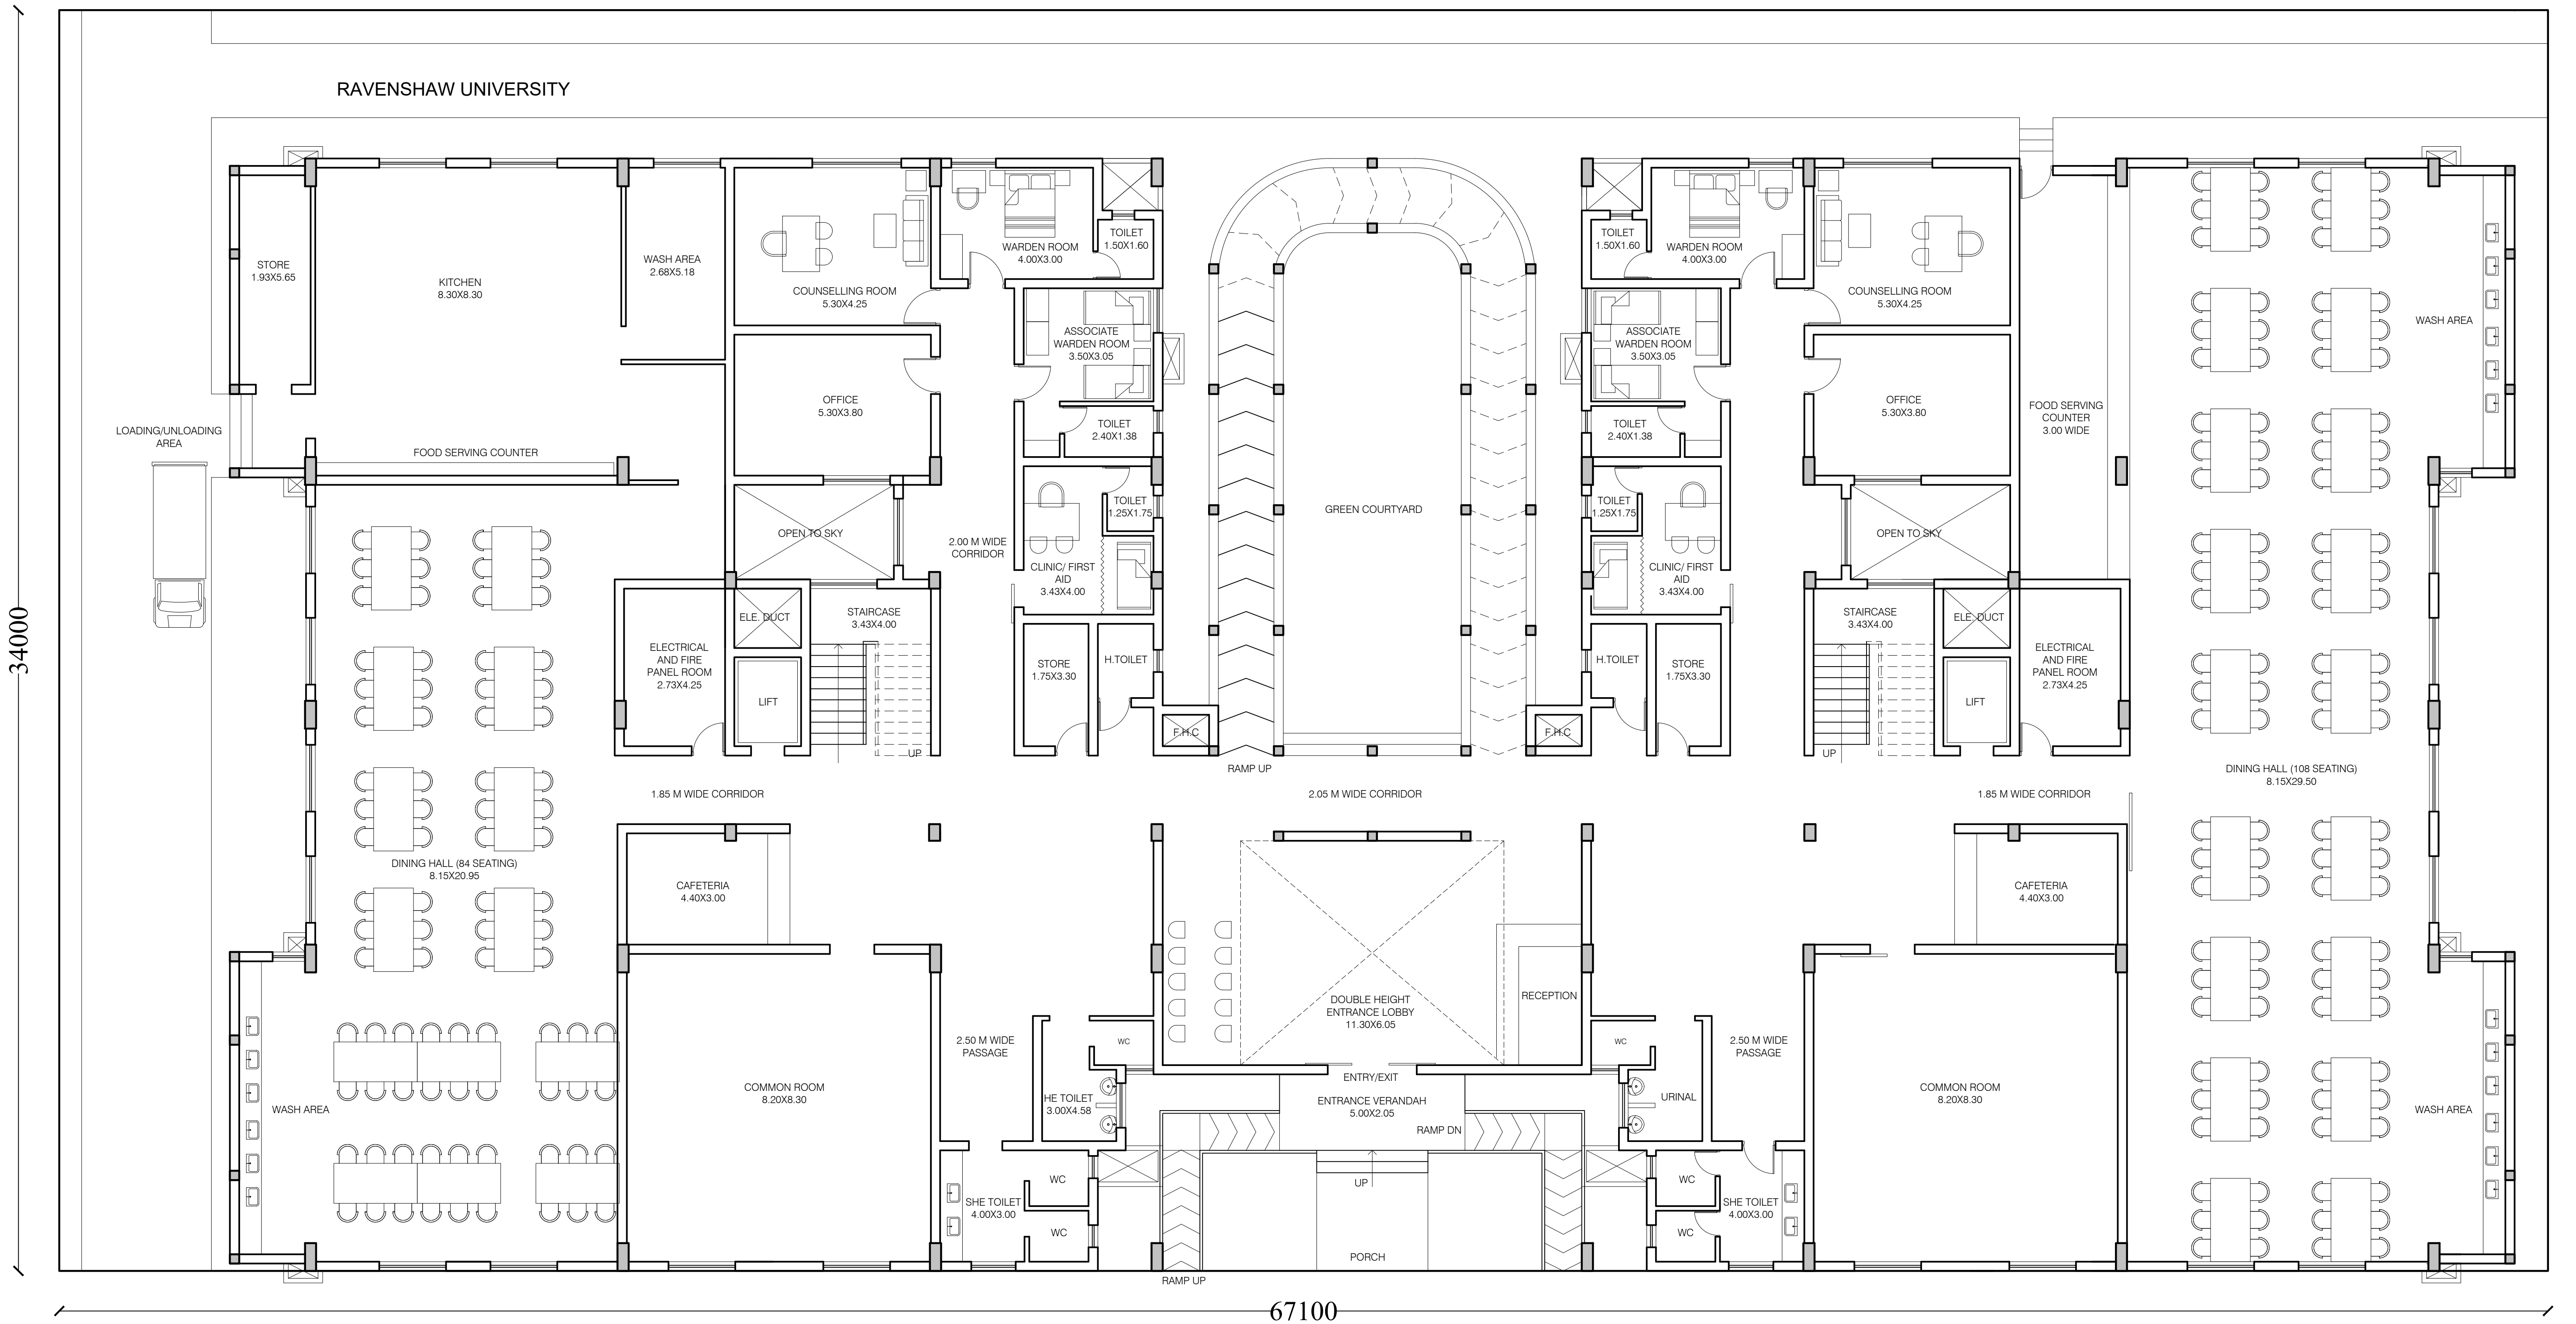 RAVENSHAW UNIVERSITY
STORE
1.93X5.65
KITCHEN
8.30X8.30
WASH AREA
2.68X5.18
COUNSELLING ROOM
5.30X4.25
WARDEN ROOM
4.00X3.00
TOILET
1.50X1.60
TOILET
1.50X1.60
WARDEN ROOM
4.00X3.00
COUNSELLING ROOM
5.30X4.25
WASH AREA
ASSOCIATE
WARDEN ROOM
3.50X3.05
ASSOCIATE
WARDEN ROOM
3.50X3.05
OFFICE
5.30X3.80
OFFICE
5.30X3.80
FOOD SERVING
COUNTER
3.00 WIDE
LOADING/UNLOADING
AREA
FOOD SERVING COUNTER
TOILET
2.40X1.38
TOILET
2.40X1.38
TOILET
1.25X1.75
GREEN COURTYARD
TOILET
1.25X1.75
OPEN TO SKY
2.00 M WIDE
CORRIDOR
OPEN TO SKY
CLINIC/ FIRST
AID
3.43X4.00
CLINIC/ FIRST
AID
3.43X4.00
34000
ELE. DUCT
STAIRCASE
3.43X4.00
STAIRCASE
3.43X4.00
ELE. DUCT
ELECTRICAL
AND FIRE
PANEL ROOM
2.73X4.25
STORE
1.75X3.30
H.TOILET
H.TOILET
STORE
1.75X3.30
ELECTRICAL
AND FIRE
PANEL ROOM
2.73X4.25
LIFT
LIFT
F.H.C
F.H.C
UP
UP
RAMP UP
DINING HALL (108 SEATING)
8.15X29.50
1.85 M WIDE CORRIDOR
2.05 M WIDE CORRIDOR
1.85 M WIDE CORRIDOR
DINING HALL (84 SEATING)
8.15X20.95
CAFETERIA
4.40X3.00
CAFETERIA
4.40X3.00
DOUBLE HEIGHT
ENTRANCE LOBBY
11.30X6.05
RECEPTION
2.50 M WIDE
PASSAGE
WC
WC
2.50 M WIDE
PASSAGE
COMMON ROOM
8.20X8.30
ENTRY/EXIT
COMMON ROOM
8.20X8.30
WASH AREA
HE TOILET
3.00X4.58
ENTRANCE VERANDAH
5.00X2.05
URINAL
WASH AREA
RAMP DN
WC
UP
WC
SHE TOILET
4.00X3.00
SHE TOILET
4.00X3.00
WC
PORCH
WC
RAMP UP
67100